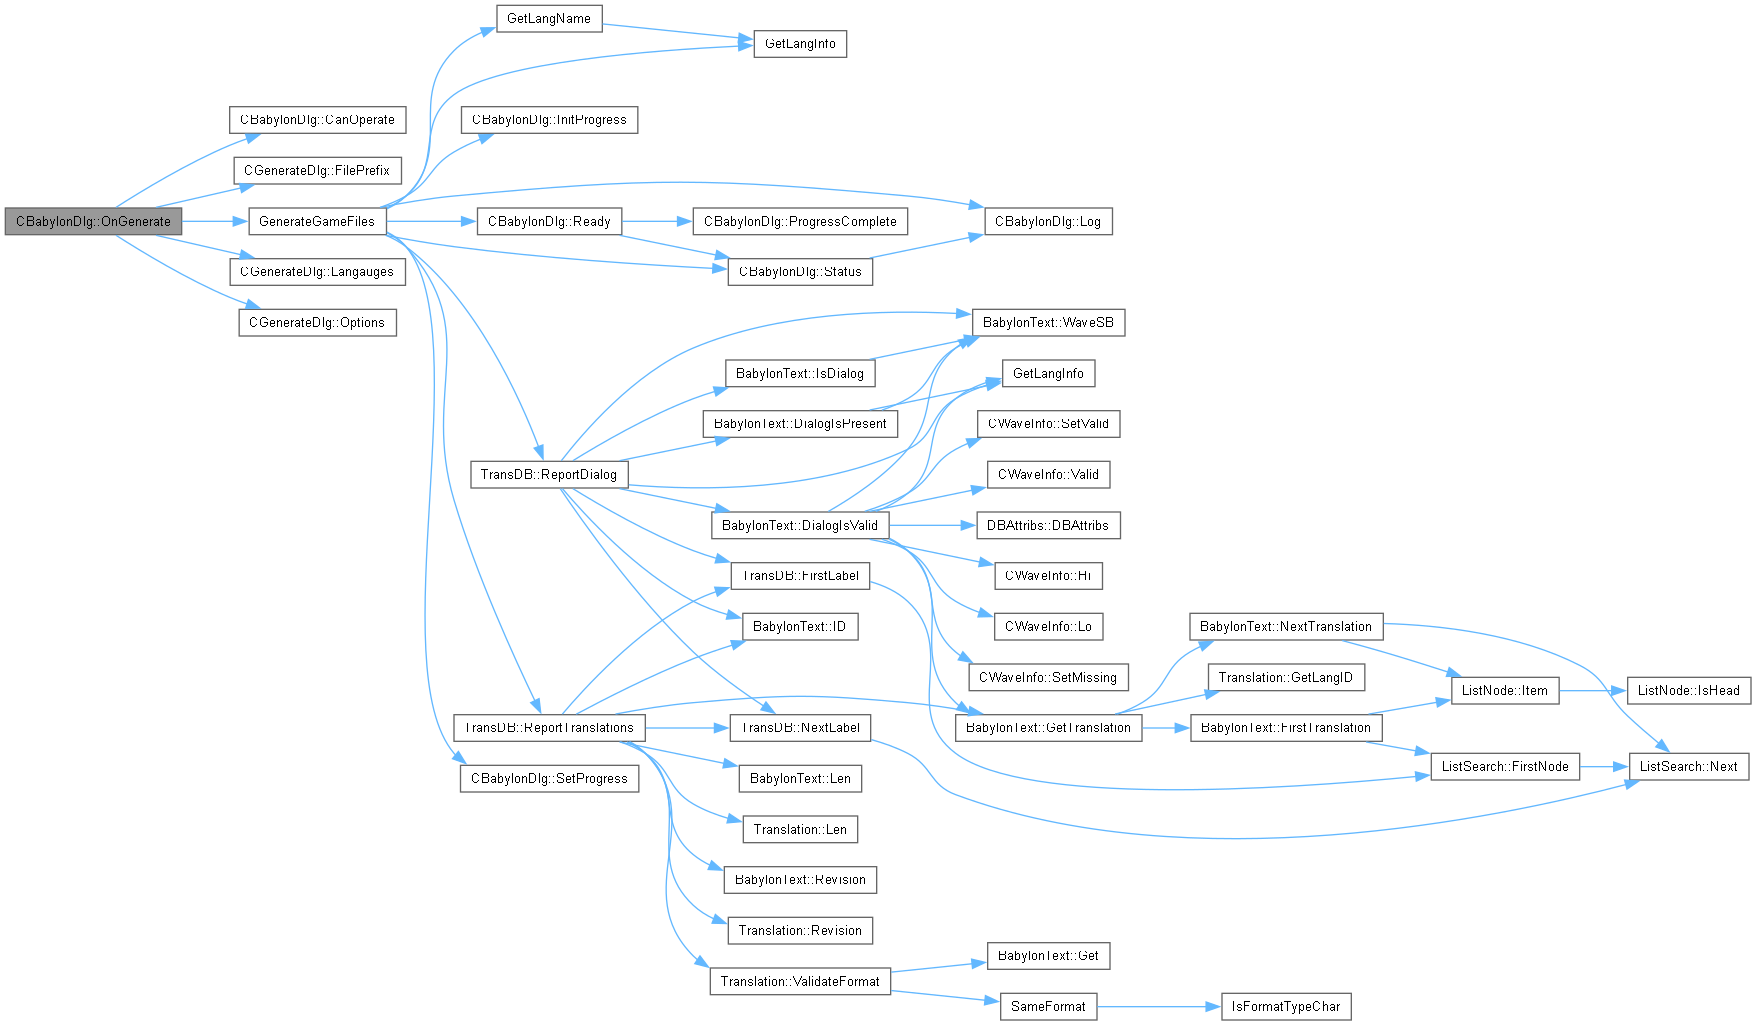 GetLangName
GetLangInfo
CBabylonDlg::CanOperate
CBabylonDlg::InitProgress
CGenerateDlg::FilePrefix
CBabylonDlg::OnGenerate
GenerateGameFiles
CBabylonDlg::Ready
CBabylonDlg::ProgressComplete
CBabylonDlg::Log
CGenerateDlg::Langauges
CBabylonDlg::Status
CGenerateDlg::Options
BabylonText::WaveSB
BabylonText::IsDialog
GetLangInfo
BabylonText::DialogIsPresent
CWaveInfo::SetValid
TransDB::ReportDialog
CWaveInfo::Valid
BabylonText::DialogIsValid
DBAttribs::DBAttribs
TransDB::FirstLabel
CWaveInfo::Hi
BabylonText::ID
CWaveInfo::Lo
BabylonText::NextTranslation
CWaveInfo::SetMissing
Translation::GetLangID
ListNode::Item
ListNode::IsHead
TransDB::ReportTranslations
TransDB::NextLabel
BabylonText::GetTranslation
BabylonText::FirstTranslation
ListSearch::FirstNode
ListSearch::Next
CBabylonDlg::SetProgress
BabylonText::Len
Translation::Len
BabylonText::Revision
Translation::Revision
BabylonText::Get
Translation::ValidateFormat
SameFormat
IsFormatTypeChar